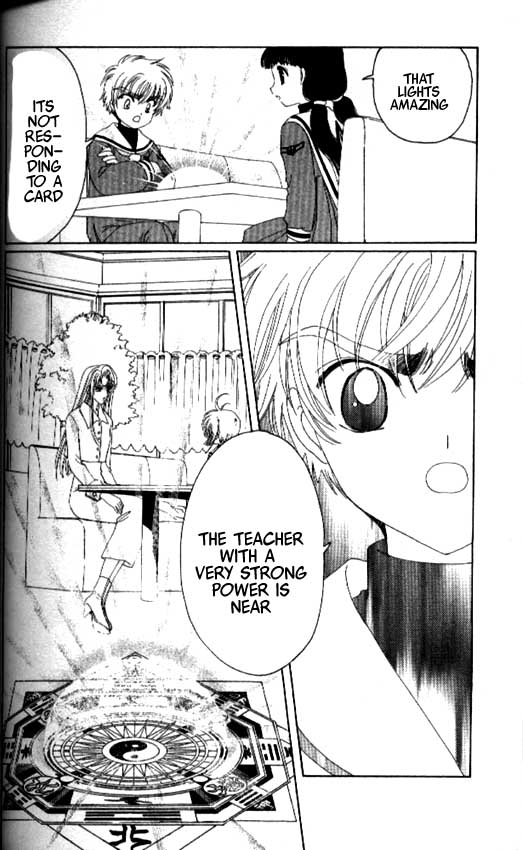 THAT
LIGHTS
AMAZING
ITS
NOT
RES-
PON-
DING
TO A
CARD
THE TEACHER
WITH A
VERY STRONG
POWER IS
NEAR